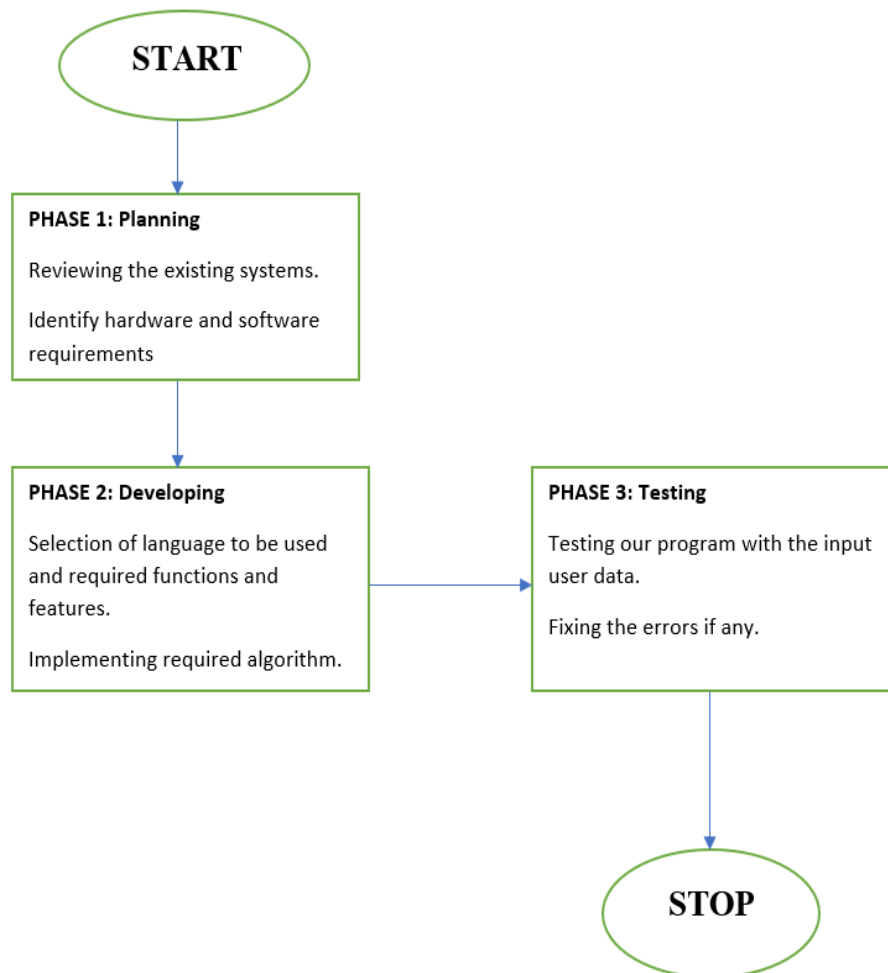 START
PHASE 1: Planning
Reviewing the existing systems.
Identify hardware and software
requirements
PHASE 2: Developing
Selection of language to be used
and required functions and
features.
Implementing required algorithm.
PHASE 3: Testing
Testing our program with the input
user data.
Fixing the errors if any.
STOP